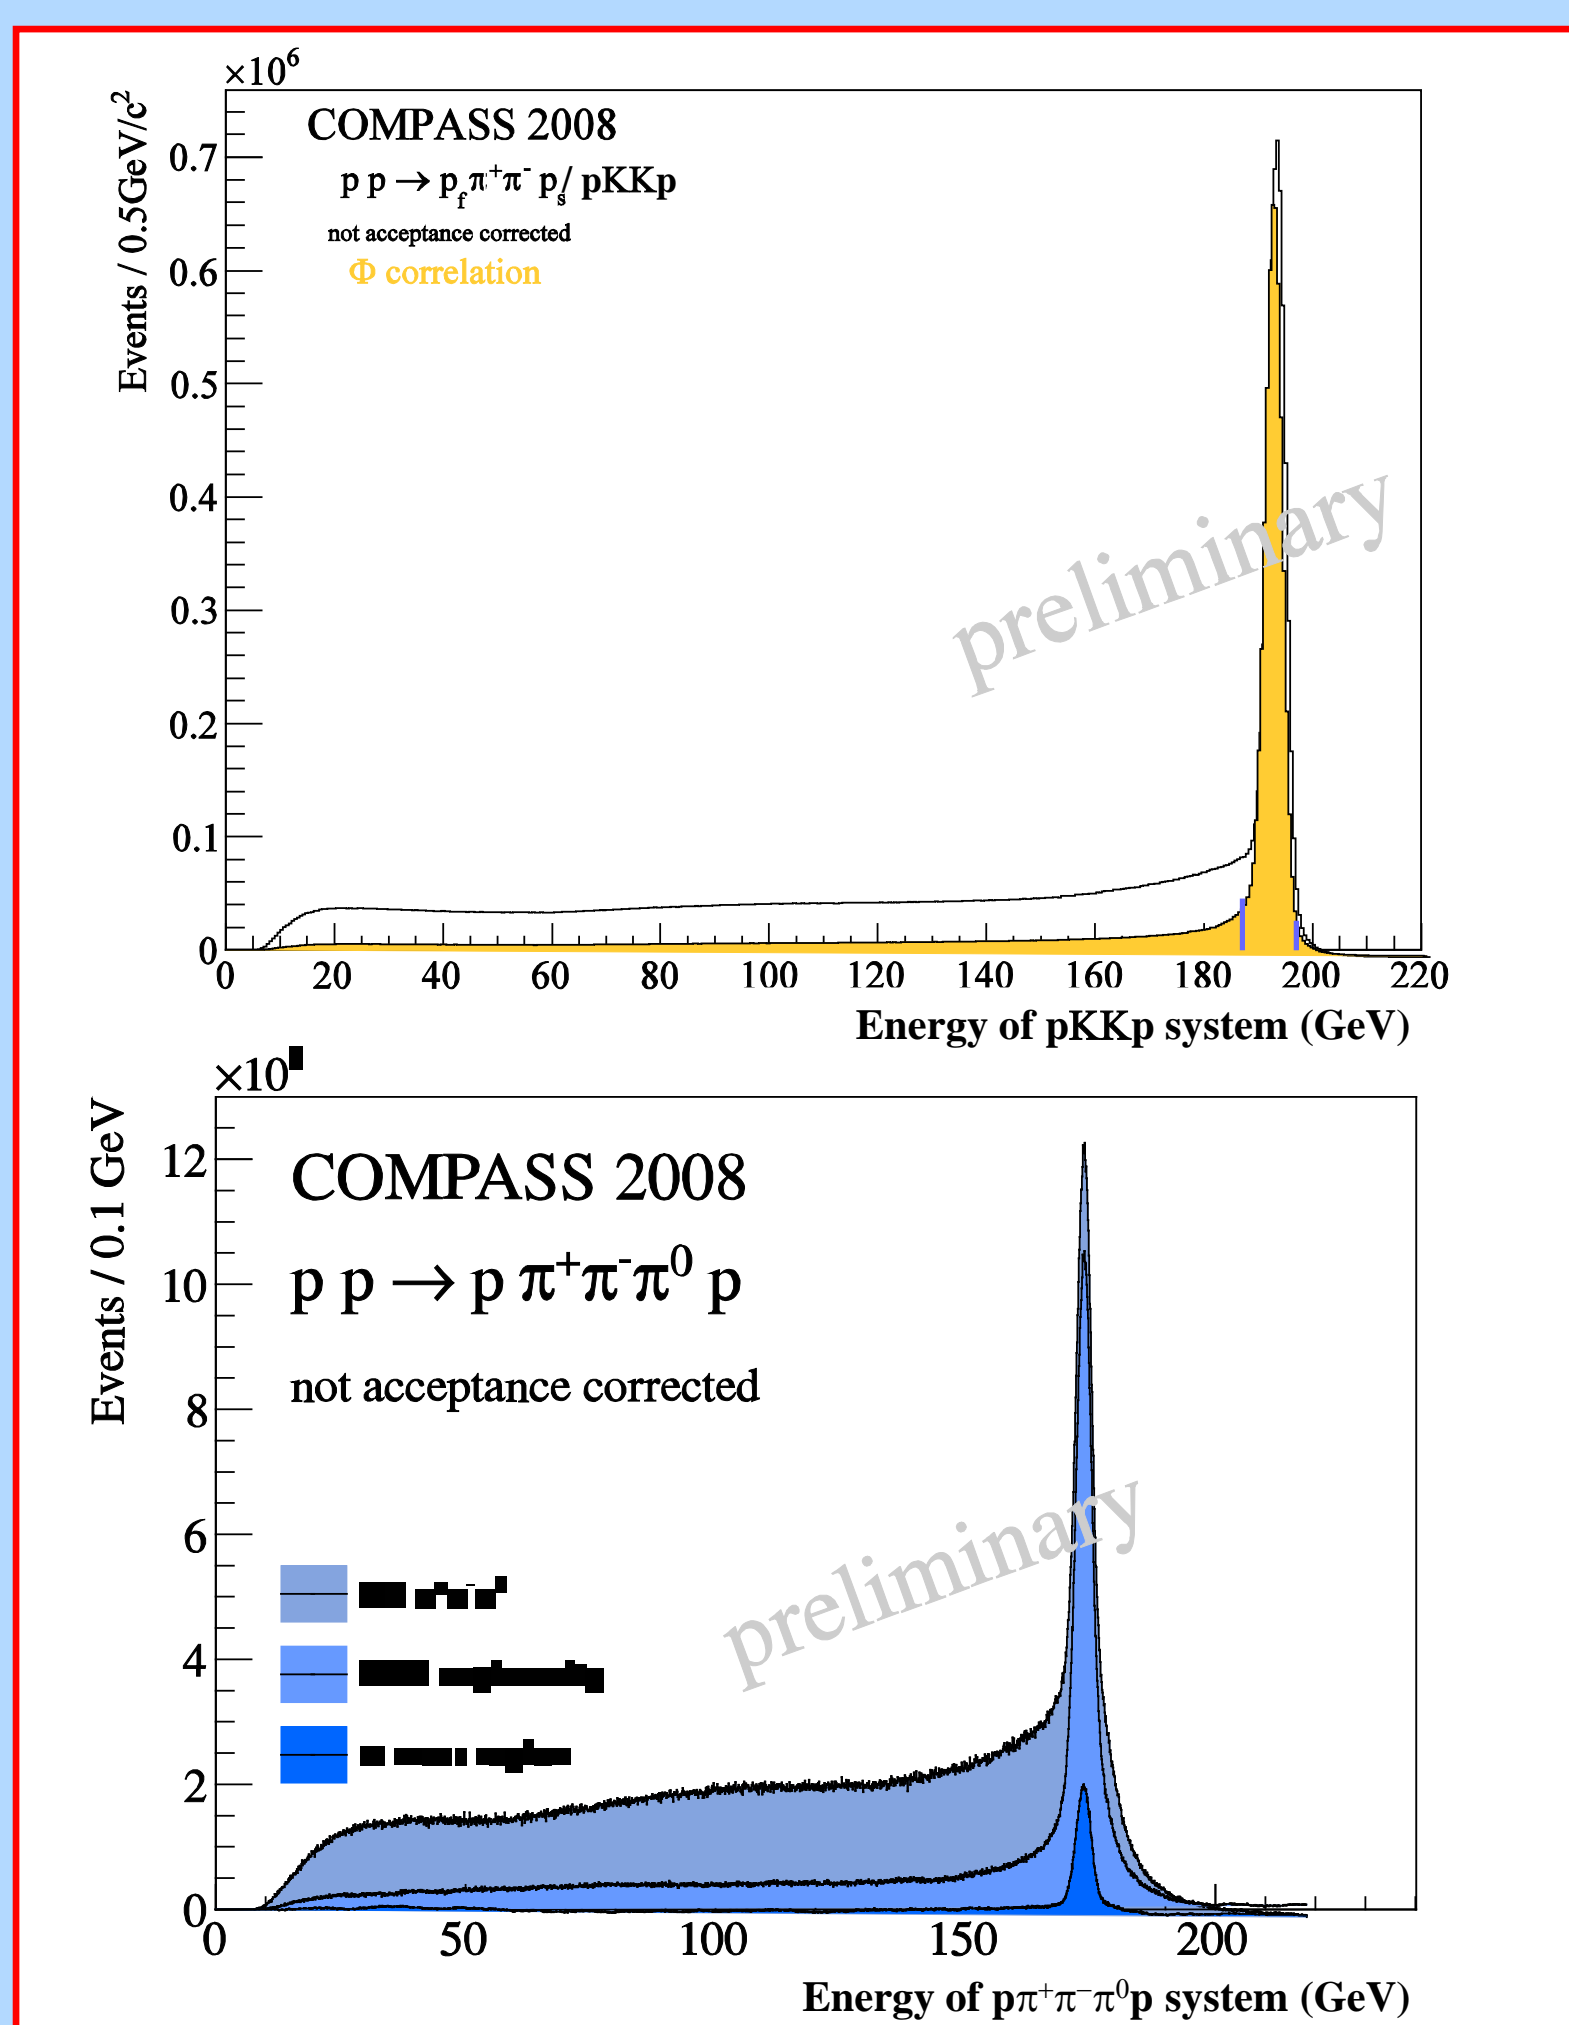 ×10⁶
Events / 0.5GeV/c²
COMPASS 2008
p p → p_f π⁺π⁻ p_s / pKKp
not acceptance corrected
Φ correlation
preliminary
0.7
0.6
0.5
0.4
0.3
0.2
0.1
0
0 20 40 60 80 100 120 140 160 180 200 220
Energy of pKKp system (GeV)
×10
Events / 0.1 GeV
COMPASS 2008
p p → p π⁺π⁻π⁰ p
not acceptance corrected
preliminary
12
10
8
6
4
2
0
0 50 100 150 200
Energy of pπ⁺π⁻π⁰p system (GeV)